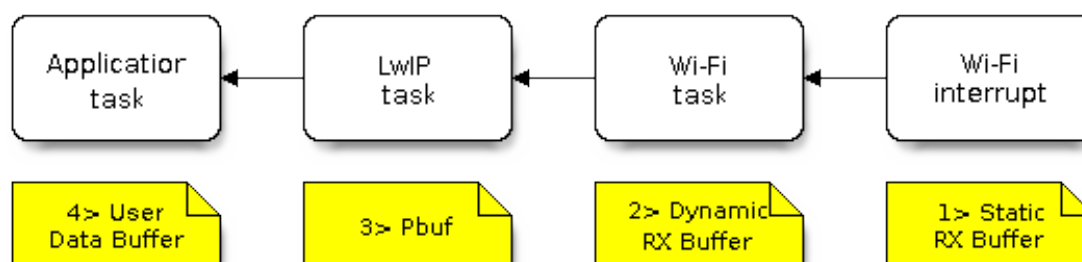 Application
task
LwIP
task
Wi-Fi
task
Wi-Fi
interrupt
4> User
Data Buffer
3> Pbuf
2> Dynamic
RX Buffer
1> Static
RX Buffer